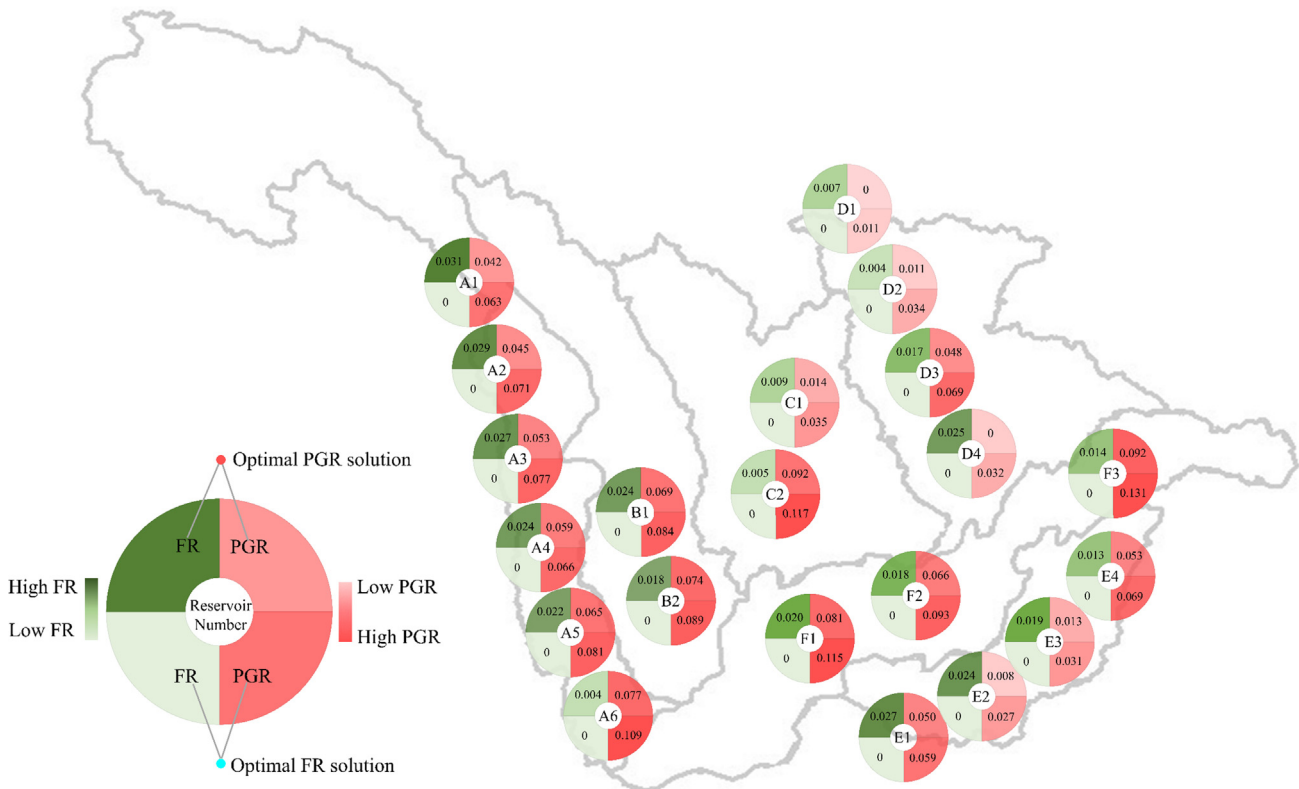 0.007
0
D1
0
0.011
0.004
0.011
D2
0
0.034
0.031
0.042
A1
0
0.063
0.029
0.045
A2
0
0.071
0.017
0.048
D3
0
0.069
0.009
0.014
C1
0
0.035
0.027
0.053
A3
0
0.077
0.025
0
D4
0
0.032
0.014
0.092
F3
0
0.131
0.005
0.092
C2
0
0.117
0.024
0.069
B1
0
0.084
0.024
0.059
A4
0
0.066
0.013
0.053
E4
0
0.069
0.018
0.066
F2
0
0.093
0.018
0.074
B2
0
0.089
0.022
0.065
A5
0
0.081
0.020
0.081
F1
0
0.115
0.019
0.013
E3
0
0.031
0.024
0.008
E2
0
0.027
0.004
0.077
A6
0
0.109
0.027
0.050
E1
0
0.059
Optimal PGR solution
FR
PGR
High FR
Low FR
Reservoir
Number
Low PGR
High PGR
FR
PGR
Optimal FR solution